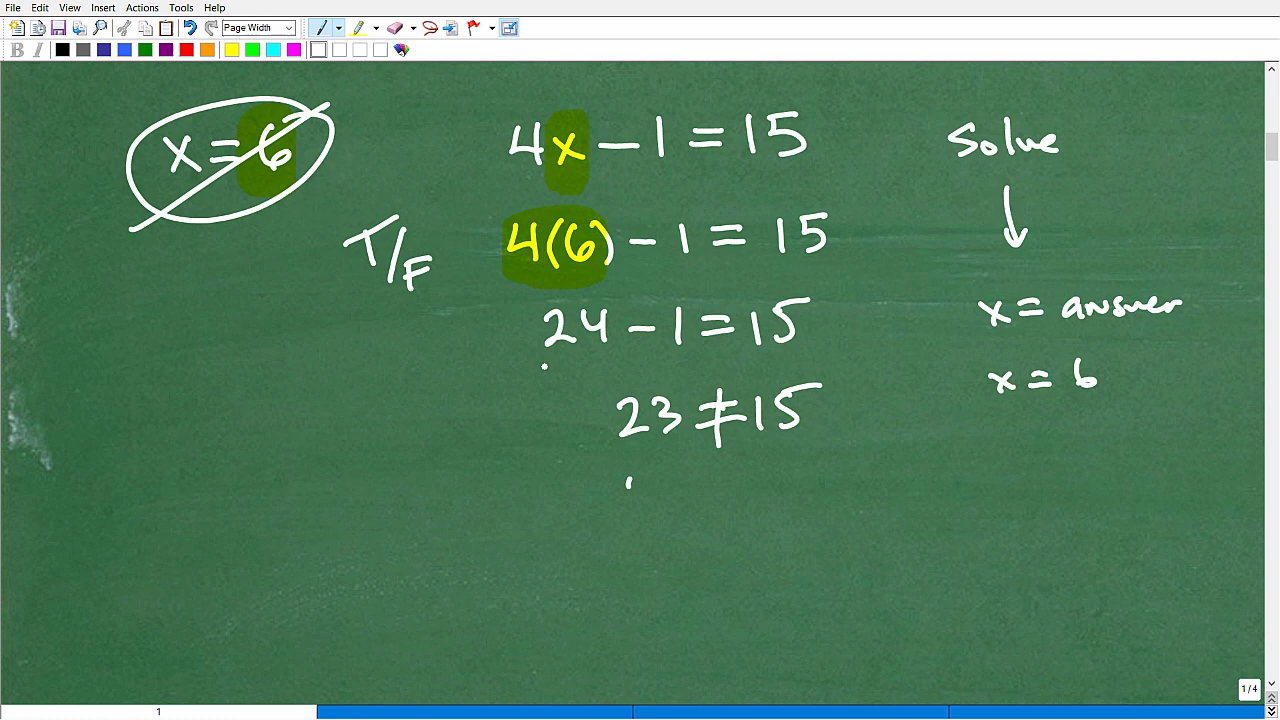 File Edit View Insert Actions Tools Help
Page Width
B I
x = 6
4x - 1 = 15
Solve
T/F
4(6) - 1 = 15
24 - 1 = 15
x = answer
x = 6
23 ≠ 15
1/4
1